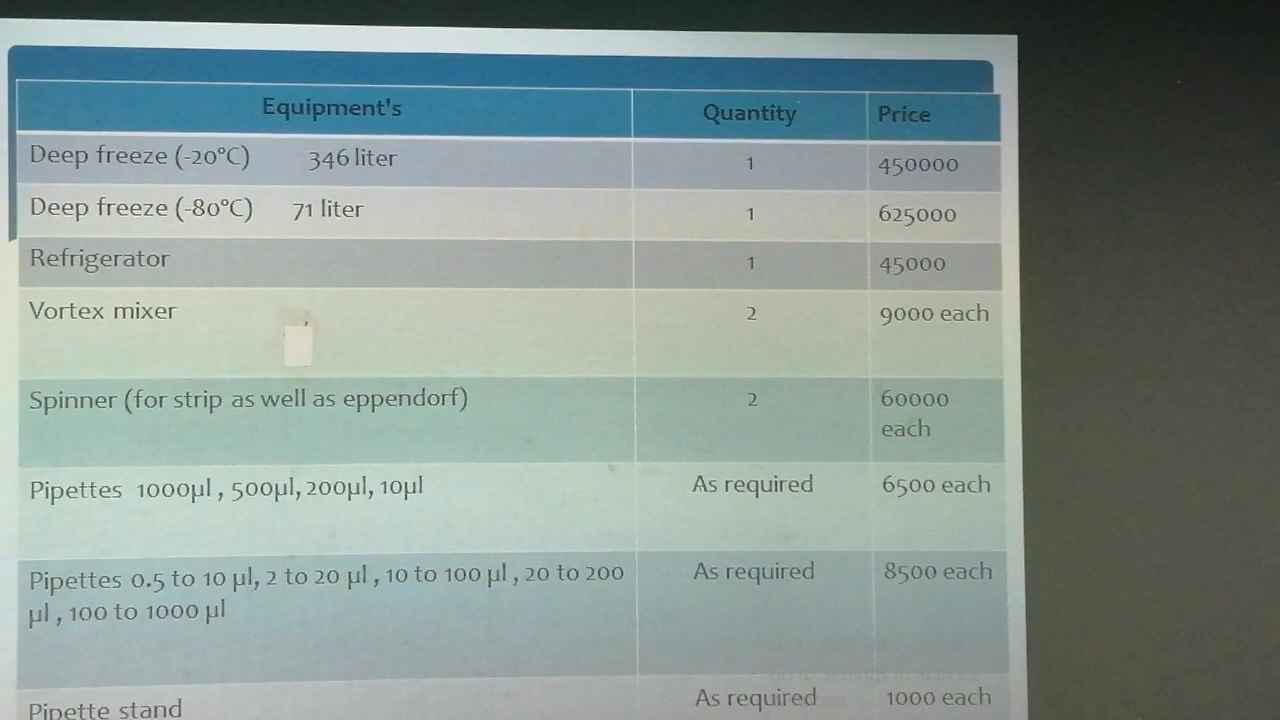 Equipment's Quantity Price
Deep freeze (-20°C) 346 liter 1 450000
Deep freeze (-80°C) 71 liter 1 625000
Refrigerator 1 45000
Vortex mixer 2 9000 each
Spinner (for strip as well as eppendorf) 2 60000
each
Pipettes 1000µl , 500µl, 200µl, 10µl As required 6500 each
Pipettes 0.5 to 10 µl, 2 to 20 µl , 10 to 100 µl , 20 to 200 As required 8500 each
µl , 100 to 1000 µl
Pipette stand As required 1000 each